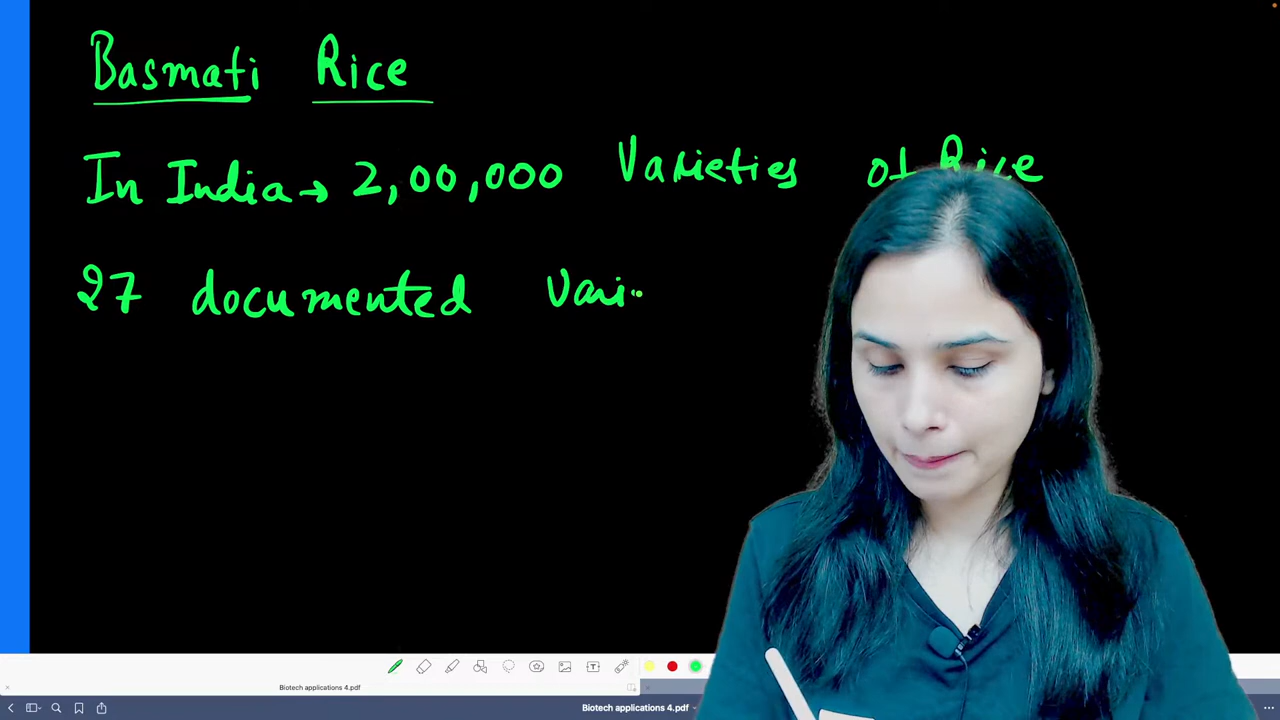 Basmati Rice
In India → 2,00,000 Varieties of Rice
27 documented Vari
Biotech applications 4.pdf
Biotech applications 4.pdf